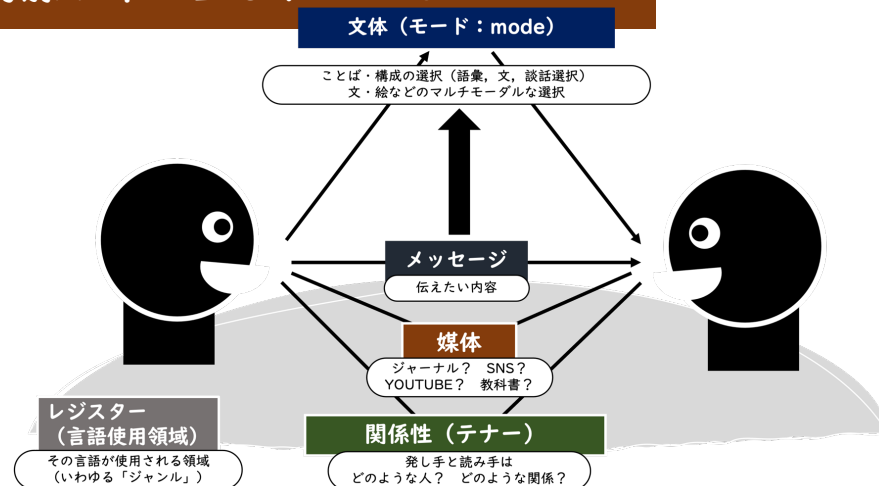 文体（モード：mode）
ことば・構成の選択（語彙，文，談話選択）
文・絵などのマルチモーダルな選択
メッセージ
伝えたい内容
媒体
ジャーナル？　SNS？
YOUTUBE？　教科書？
レジスター
（言語使用領域）
その言語が使用される領域
（いわゆる「ジャンル」）
関係性（テナー）
発し手と読み手は
どのような人？　どのような関係？